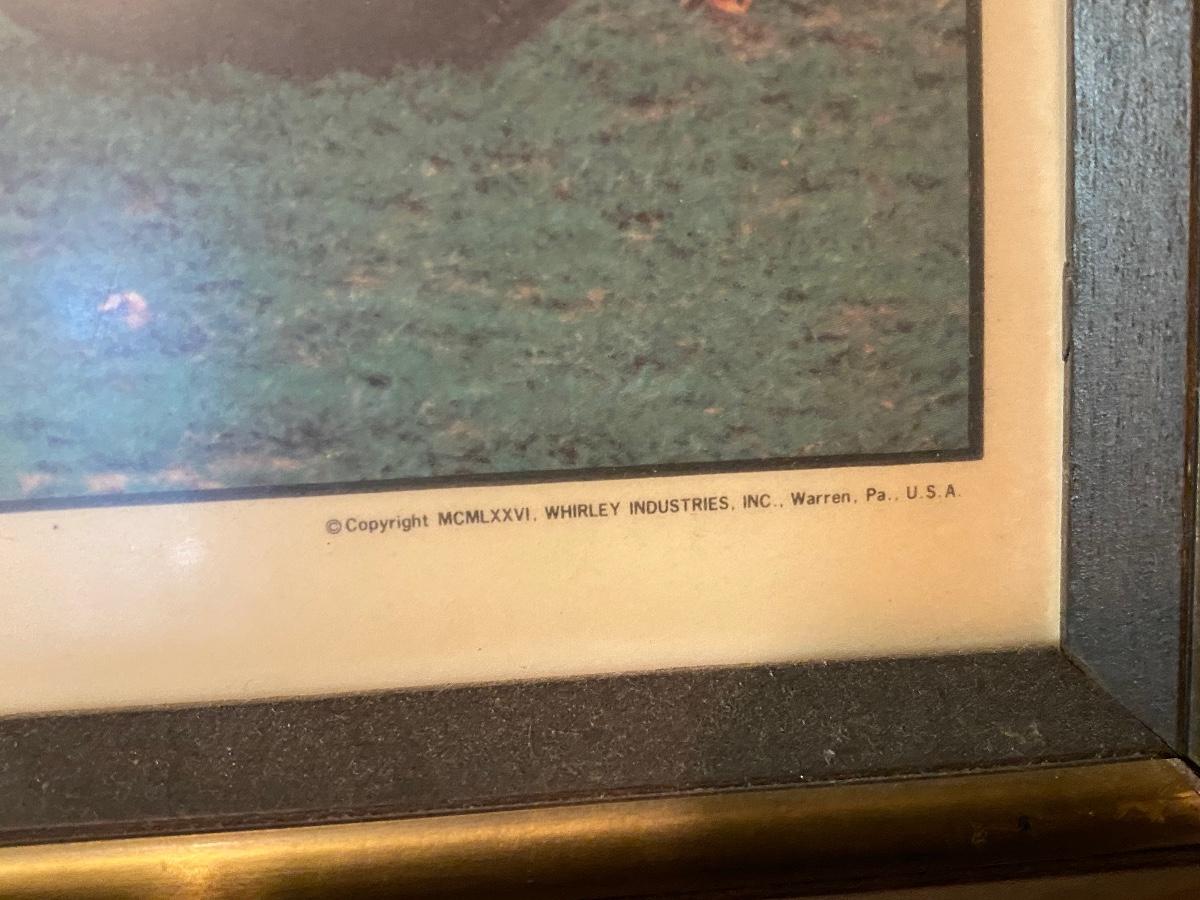 ©Copyright MCMLXXVI, WHIRLEY INDUSTRIES, INC., Warren, Pa., U.S.A.